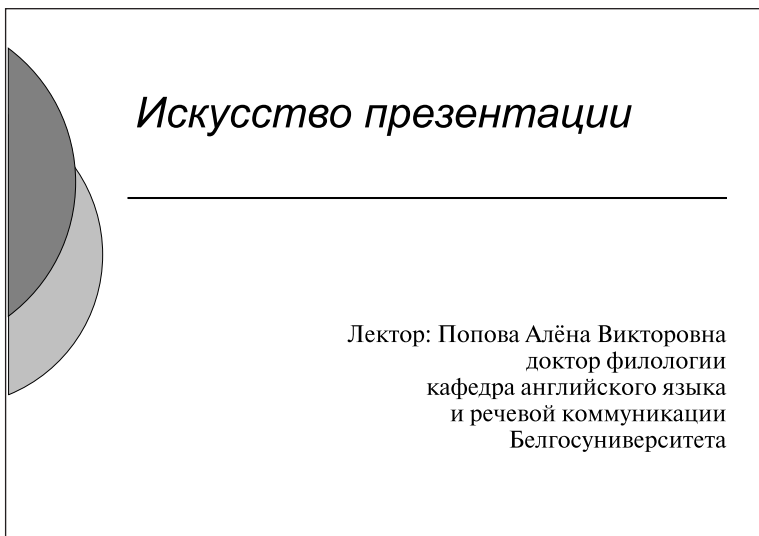 Искусство презентации
Лектор: Попова Алёна Викторовна
доктор филологии
кафедра английского языка
и речевой коммуникации
Белгосуниверситета